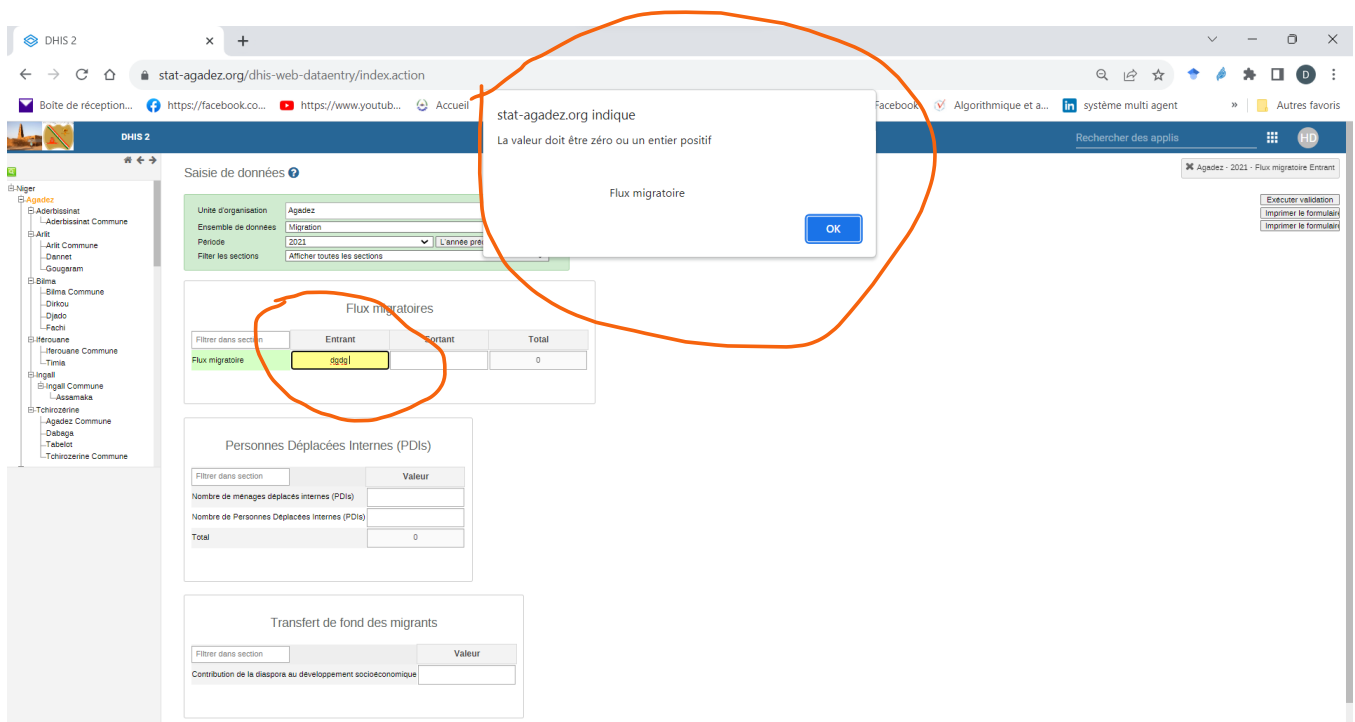 DHIS 2
stat-agadez.org/dhis-web-dataentry/index.action
D
Boîte de réception...
https://facebook.co...
https://www.youtub...
Accueil
Facebook
Algorithmique et a...
système multi agent
»
Autres favoris
stat-agadez.org indique
La valeur doit être zéro ou un entier positif
Flux migratoire
OK
DHIS 2
Rechercher des applis
HD
Niger
Agadez
Aderbissinat
Aderbissinat Commune
Arlit
Arlit Commune
Dannet
Gougaram
Bilma
Bilma Commune
Dirkou
Djado
Fachi
Iférouane
Iferouane Commune
Timia
Ingall
Ingall Commune
Assamaka
Tchirozérine
Agadez Commune
Dabaga
Tabelot
Tchirozerine Commune
Saisie de données
Agadez - 2021 - Flux migratoire Entrant
Unité d'organisation Agadez
Ensemble de données Migration
Période 2021 L'année pré
Filter les sections Afficher toutes les sections
Exécuter validation
Imprimer le formulaire
Imprimer le formulaire
Flux migratoires
Filtrer dans section Entrant Sortant Total
Flux migratoire dgdg 0
Personnes Déplacées Internes (PDIs)
Filtrer dans section Valeur
Nombre de ménages déplacés internes (PDIs)
Nombre de Personnes Déplacées Internes (PDIs)
Total 0
Transfert de fond des migrants
Filtrer dans section Valeur
Contribution de la diaspora au développement socioéconomique